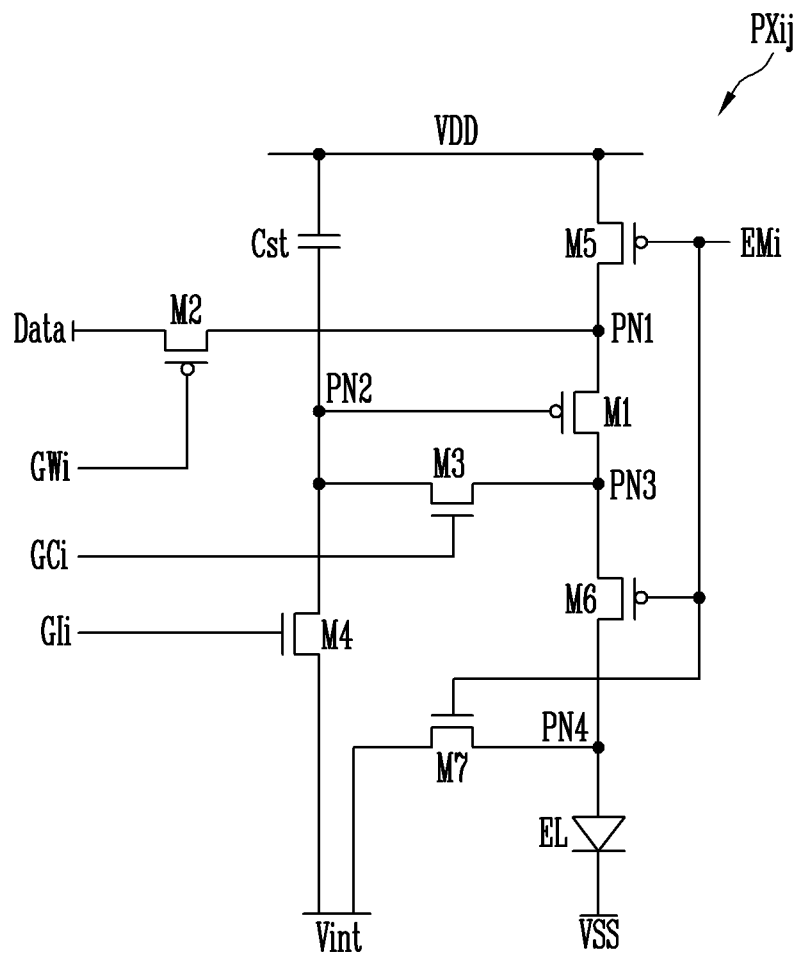 PXij
VDD
Cst
M5
EMi
M2
Data
PN1
PN2
M1
GWi
M3
PN3
GCi
M6
GIi
M4
PN4
M7
EL
Vint
VSS